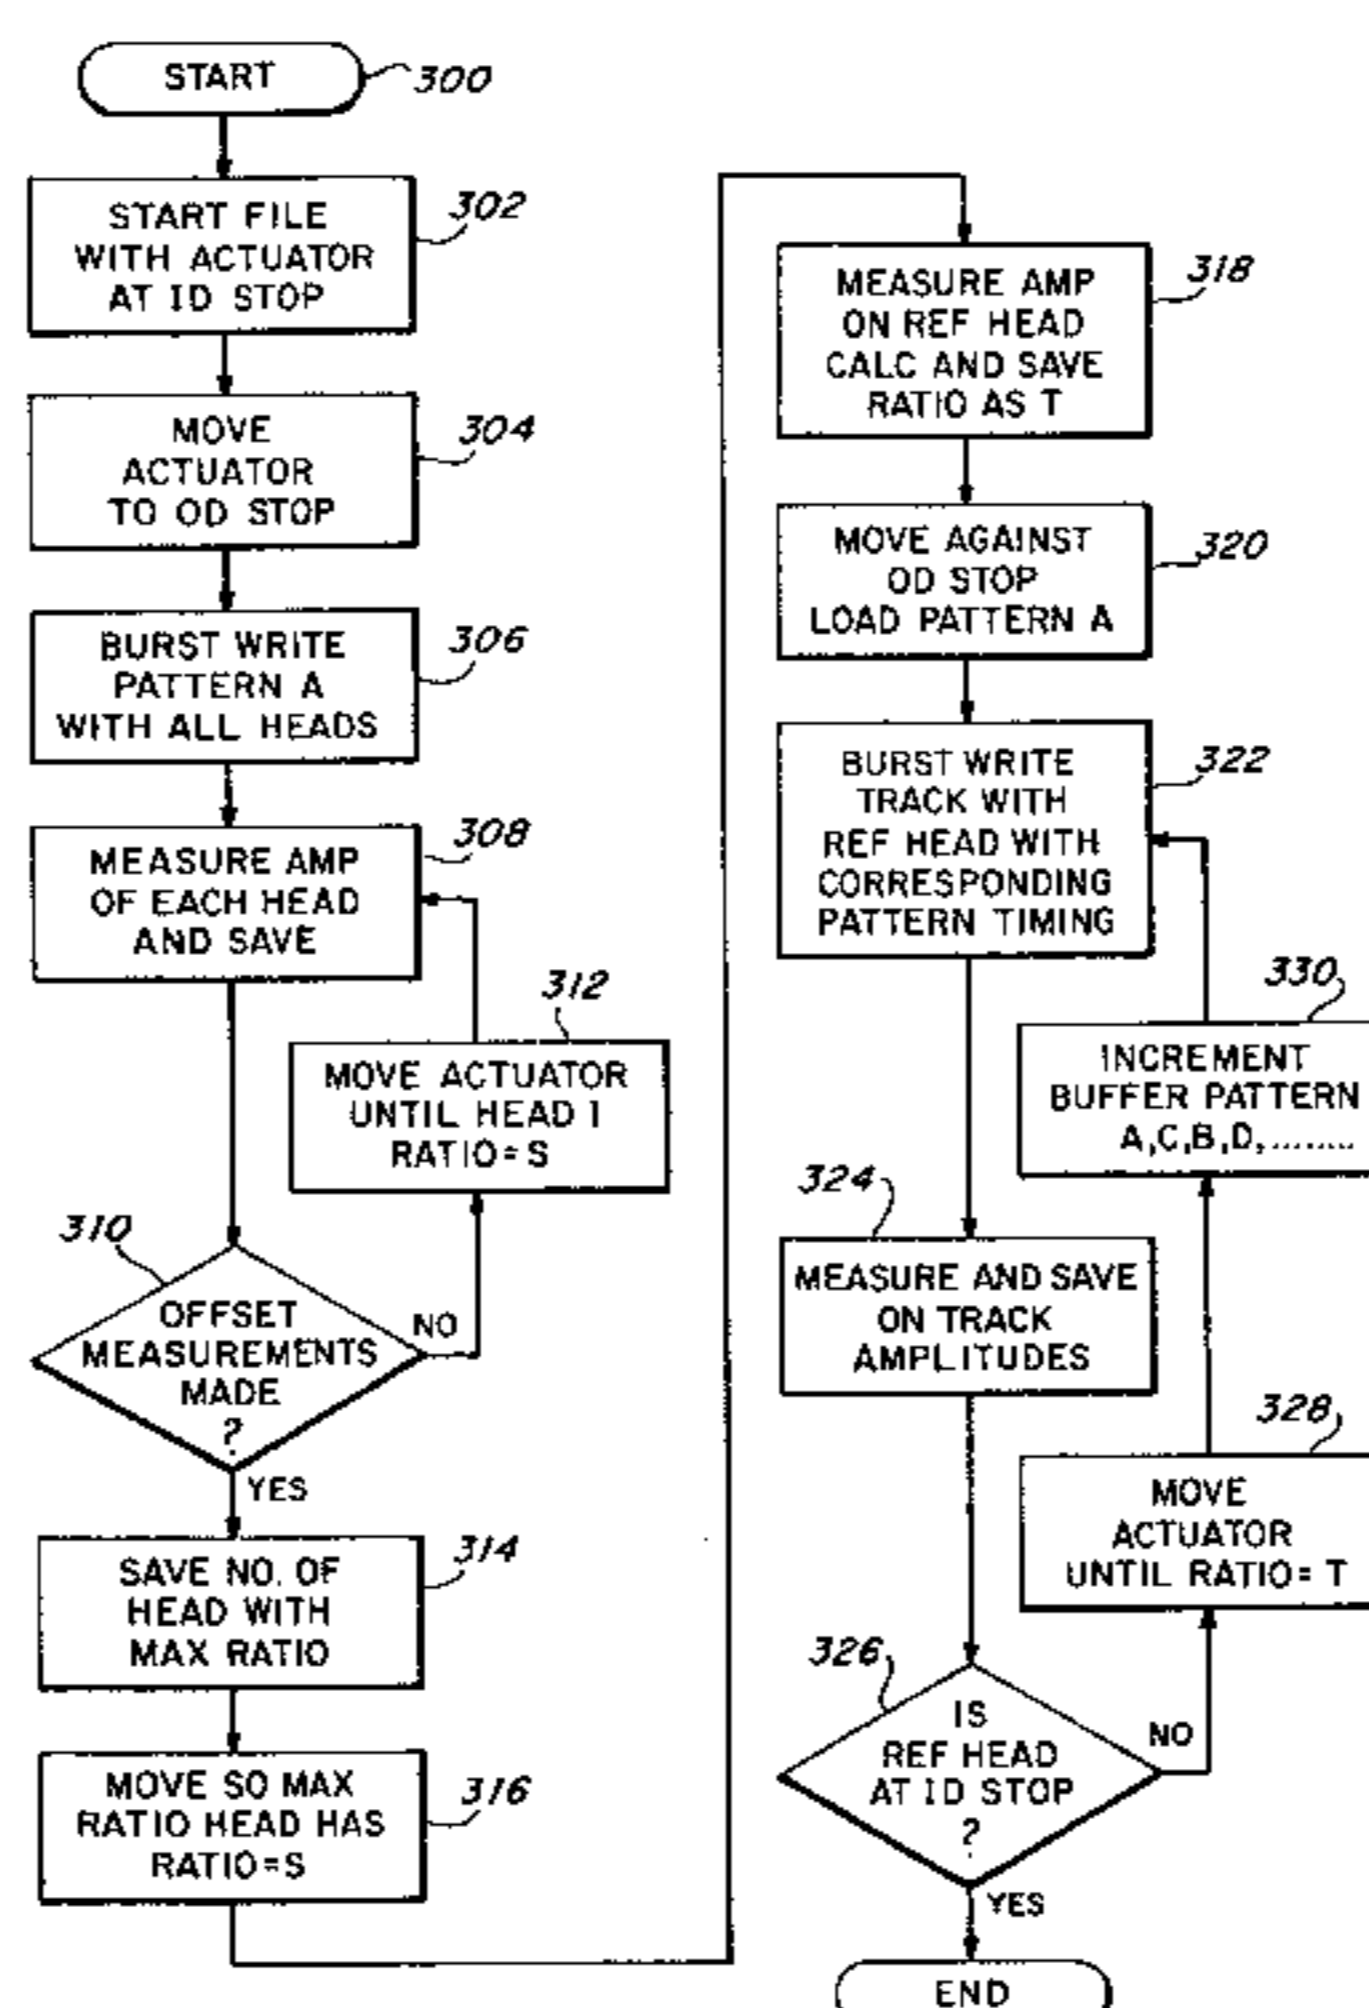 START
300
START FILE
WITH ACTUATOR
AT ID STOP
302
MOVE
ACTUATOR
TO OD STOP
304
BURST WRITE
PATTERN A
WITH ALL HEADS
306
MEASURE AMP
OF EACH HEAD
AND SAVE
308
312
MOVE ACTUATOR
UNTIL HEAD 1
RATIO=S
310
OFFSET
MEASUREMENTS
MADE
?
NO
YES
SAVE NO. OF
HEAD WITH
MAX RATIO
314
MOVE SO MAX
RATIO HEAD HAS
RATIO=S
316
MEASURE AMP
ON REF HEAD
CALC AND SAVE
RATIO AS T
318
MOVE AGAINST
OD STOP
LOAD PATTERN A
320
BURST WRITE
TRACK WITH
REF HEAD WITH
CORRESPONDING
PATTERN TIMING
322
330
INCREMENT
BUFFER PATTERN
A,C,B,D,.........
324
MEASURE AND SAVE
ON TRACK
AMPLITUDES
328
MOVE
ACTUATOR
UNTIL RATIO=T
326
IS
REF HEAD
AT ID STOP
?
NO
YES
END